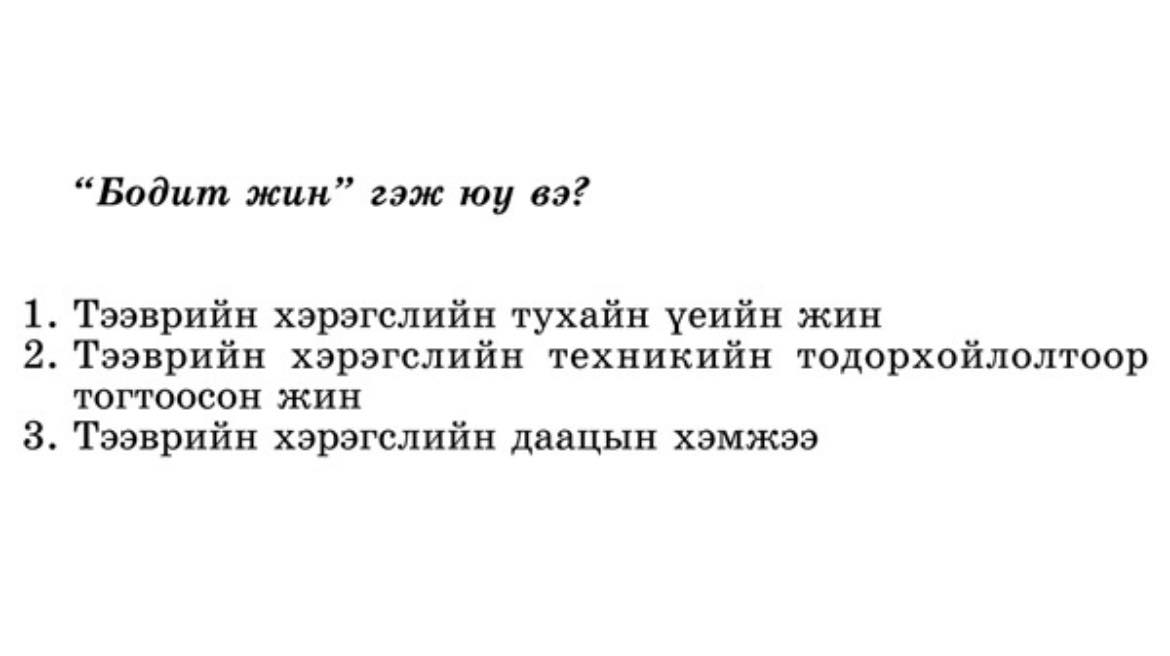 “Бодит жин” гэж юу вэ?
1. Тээврийн хэрэгслийн тухайн үеийн жин
2. Тээврийн хэрэгслийн техникийн тодорхойлолтоор
тогтоосон жин
3. Тээврийн хэрэгслийн даацын хэмжээ